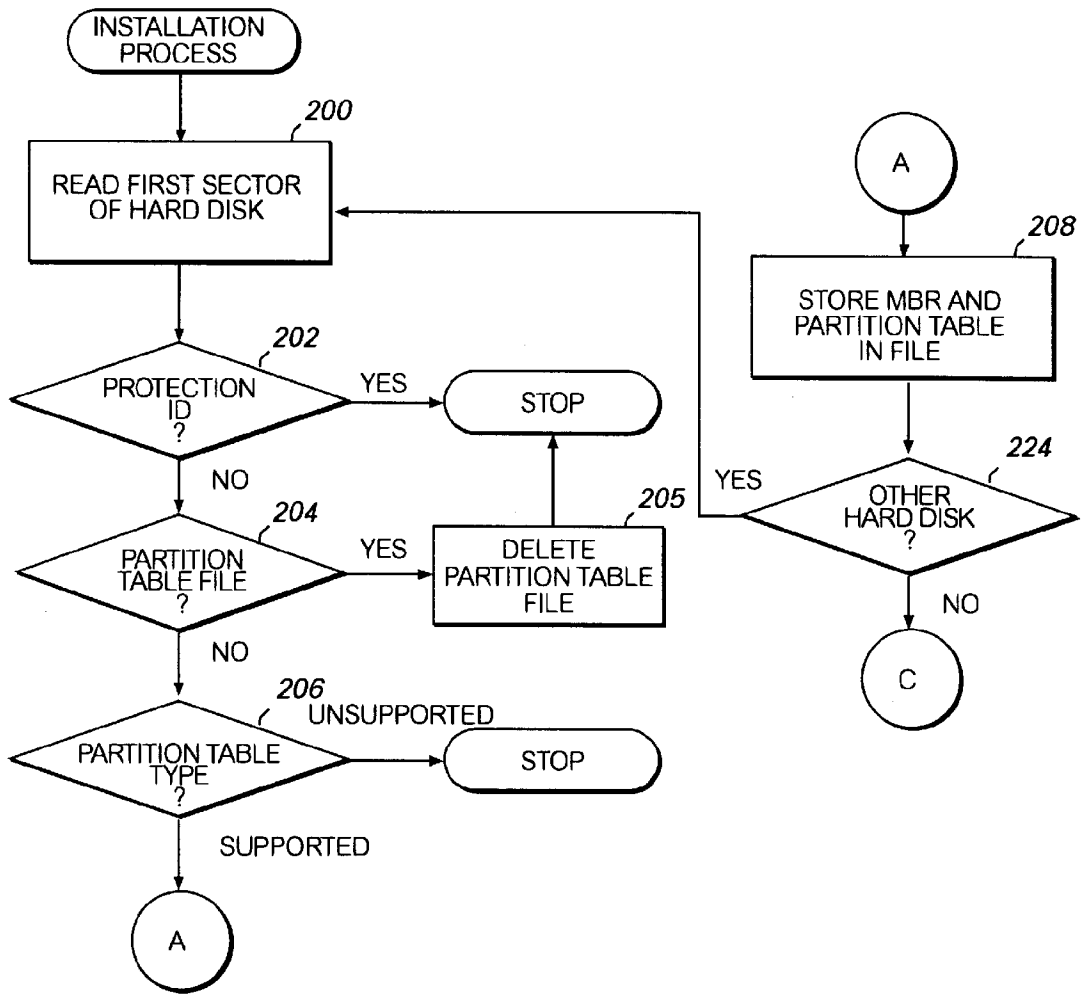 INSTALLATION
PROCESS
200
READ FIRST SECTOR
OF HARD DISK
202
PROTECTION
ID
?
YES
STOP
NO
204
PARTITION
TABLE FILE
?
YES
205
DELETE
PARTITION TABLE
FILE
NO
206
PARTITION TABLE
TYPE
?
UNSUPPORTED
STOP
SUPPORTED
A
A
208
STORE MBR AND
PARTITION TABLE
IN FILE
224
OTHER
HARD DISK
?
YES
NO
C